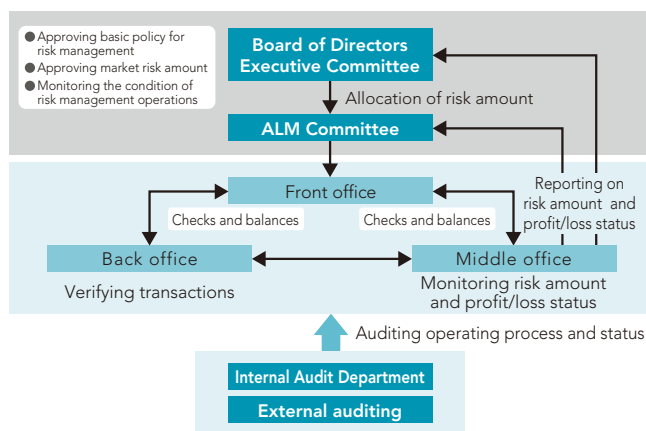 ● Approving basic policy for
risk management
● Approving market risk amount
● Monitoring the condition of
risk management operations
Board of Directors
Executive Committee
Allocation of risk amount
ALM Committee
Front office
Reporting on
risk amount and
profit/loss status
Checks and balances
Checks and balances
Back office
Middle office
Verifying transactions
Monitoring risk amount
and profit/loss status
Auditing operating process and status
Internal Audit Department
External auditing